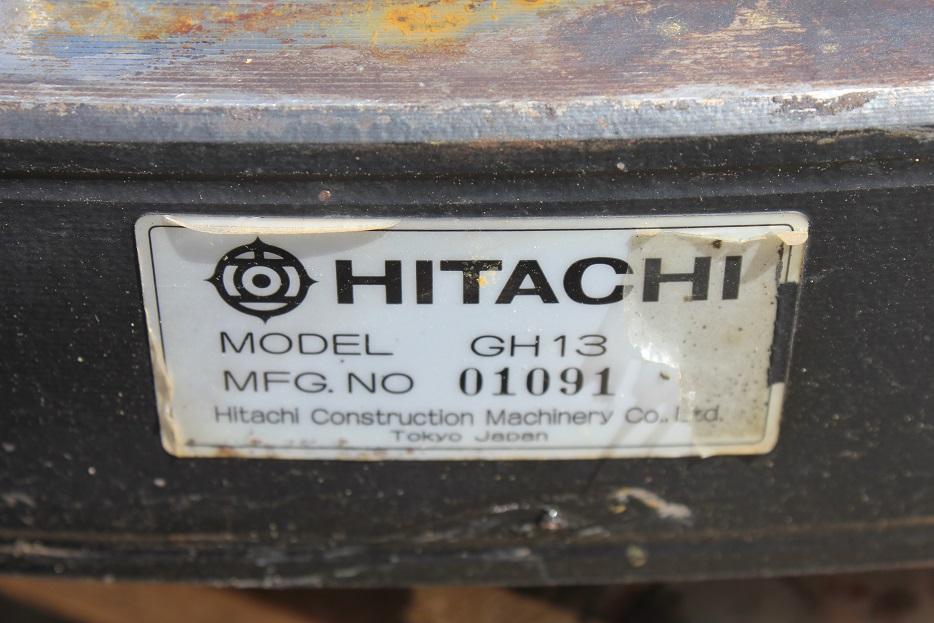 HITACHI
MODEL GH13
MFG. NO 01091
Hitachi Construction Machinery Co., Ltd.
Tokyo Japan